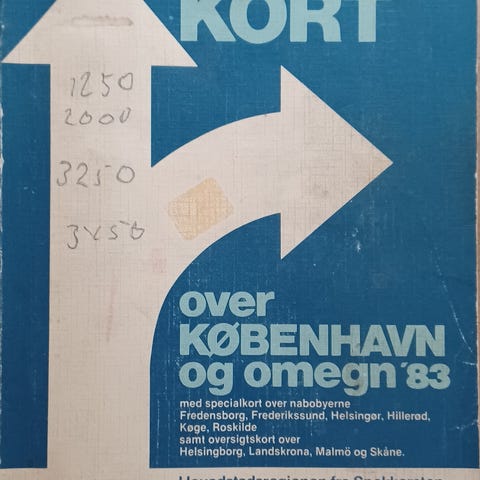 KORT
1250
2000
3250
over
KØBENHAVN
og omegn '83
med specialkort over nabobyerne
Fredensborg, Frederikssund, Helsingør, Hillerød,
Køge, Roskilde
samt oversigtskort over
Helsingborg, Landskrona, Malmö og Skåne.